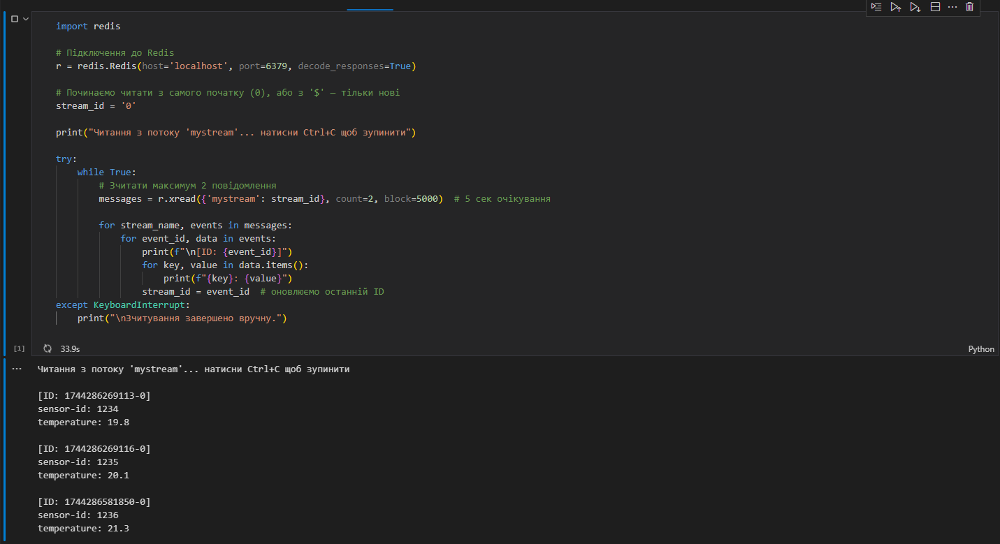 import redis
# Підключення до Redis
r = redis.Redis(host='localhost', port=6379, decode_responses=True)
# Починаємо читати з самого початку (0), або з '$' — тільки нові
stream_id = '0'
print("Читання з потоку 'mystream'... натисни Ctrl+C щоб зупинити")
try:
    while True:
        # Зчитати максимум 2 повідомлення
        messages = r.xread({'mystream': stream_id}, count=2, block=5000)  # 5 сек очікування
        for stream_name, events in messages:
            for event_id, data in events:
                print(f"\n[ID: {event_id}]")
                for key, value in data.items():
                    print(f"{key}: {value}")
                stream_id = event_id  # оновлюємо останній ID
except KeyboardInterrupt:
    print("\nЗчитування завершено вручну.")
[1] 33.9s Python
Читання з потоку 'mystream'... натисни Ctrl+C щоб зупинити
[ID: 1744286269113-0]
sensor-id: 1234
temperature: 19.8
[ID: 1744286269116-0]
sensor-id: 1235
temperature: 20.1
[ID: 1744286581850-0]
sensor-id: 1236
temperature: 21.3